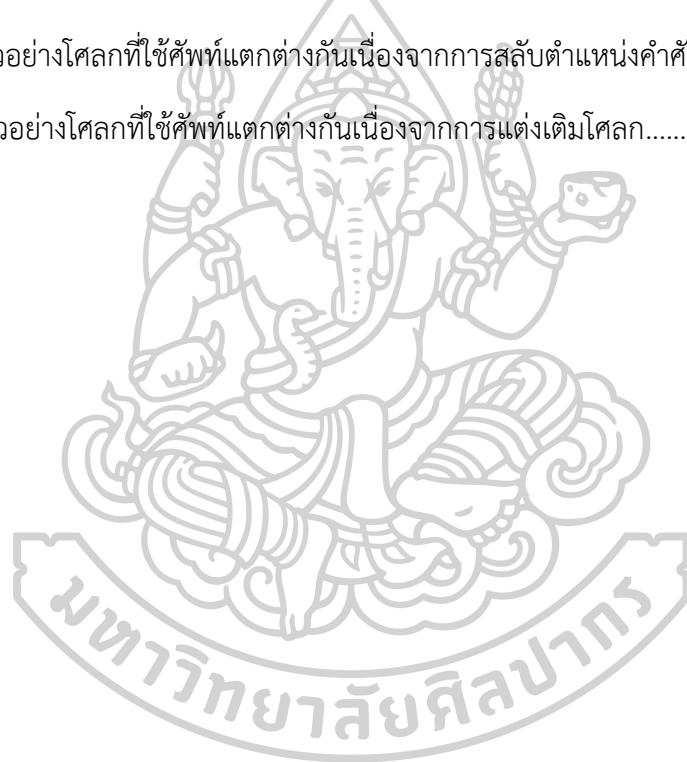 วอย่างโศลกที่ใช้ศัพท์แตกต่างกันเนื่องจากการสลับตำแหน่งคำศั
วอย่างโศลกที่ใช้ศัพท์แตกต่างกันเนื่องจากการแต่งเติมโศลก......
มหาวิทยาลัยศิลปากร